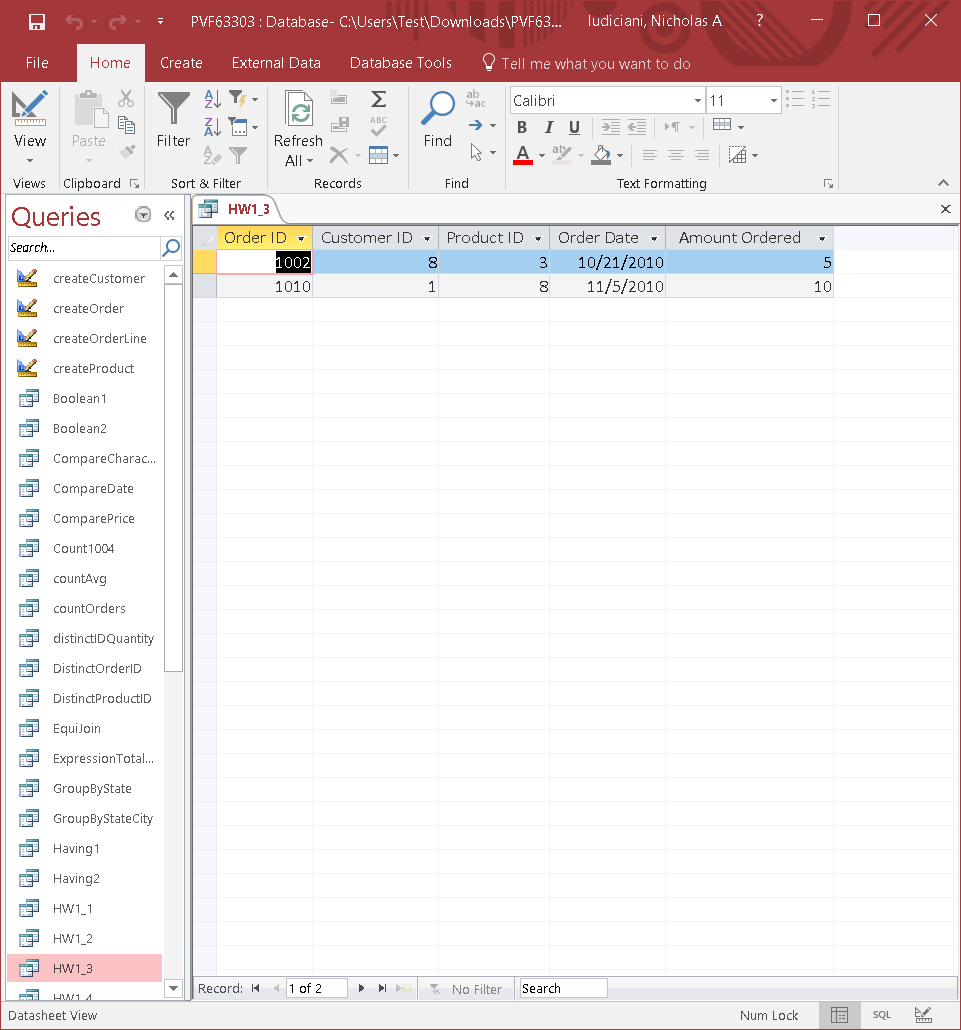 PVF63303 : Database- C:\Users\Test\Downloads\PVF63... Iudiciani, Nicholas A ?
File Home Create External Data Database Tools Tell me what you want to do
View
Views
Paste
Clipboard
Filter
Sort & Filter
Refresh
All
Records
Find
Find
Calibri 11
B I U
A
Text Formatting
Queries
Search...
createCustomer
createOrder
createOrderLine
createProduct
Boolean1
Boolean2
CompareCharac...
CompareDate
ComparePrice
Count1004
countAvg
countOrders
distinctIDQuantity
DistinctOrderID
DistinctProductID
EquiJoin
ExpressionTotal...
GroupByState
GroupByStateCity
Having1
Having2
HW1_1
HW1_2
HW1_3
HW1_4
HW1_3
Order ID Customer ID Product ID Order Date Amount Ordered
1002 8 3 10/21/2010 5
1010 1 8 11/5/2010 10
Record: 1 of 2 No Filter Search
Datasheet View Num Lock SQL